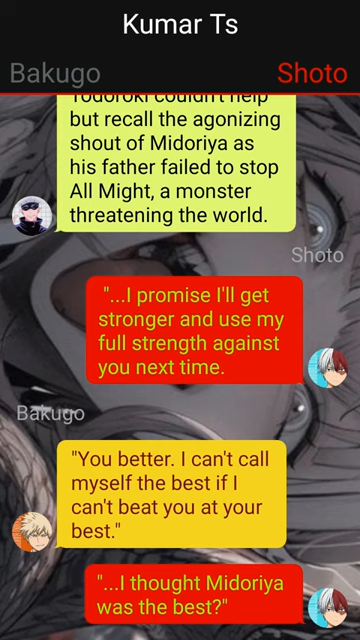 Kumar Ts
Bakugo
Shoto
Todoroki couldn't help
but recall the agonizing
shout of Midoriya as
his father failed to stop
All Might, a monster
threatening the world.
Shoto
"...I promise I'll get
stronger and use my
full strength against
you next time.
Bakugo
"You better. I can't call
myself the best if I
can't beat you at your
best."
"...I thought Midoriya
was the best?"